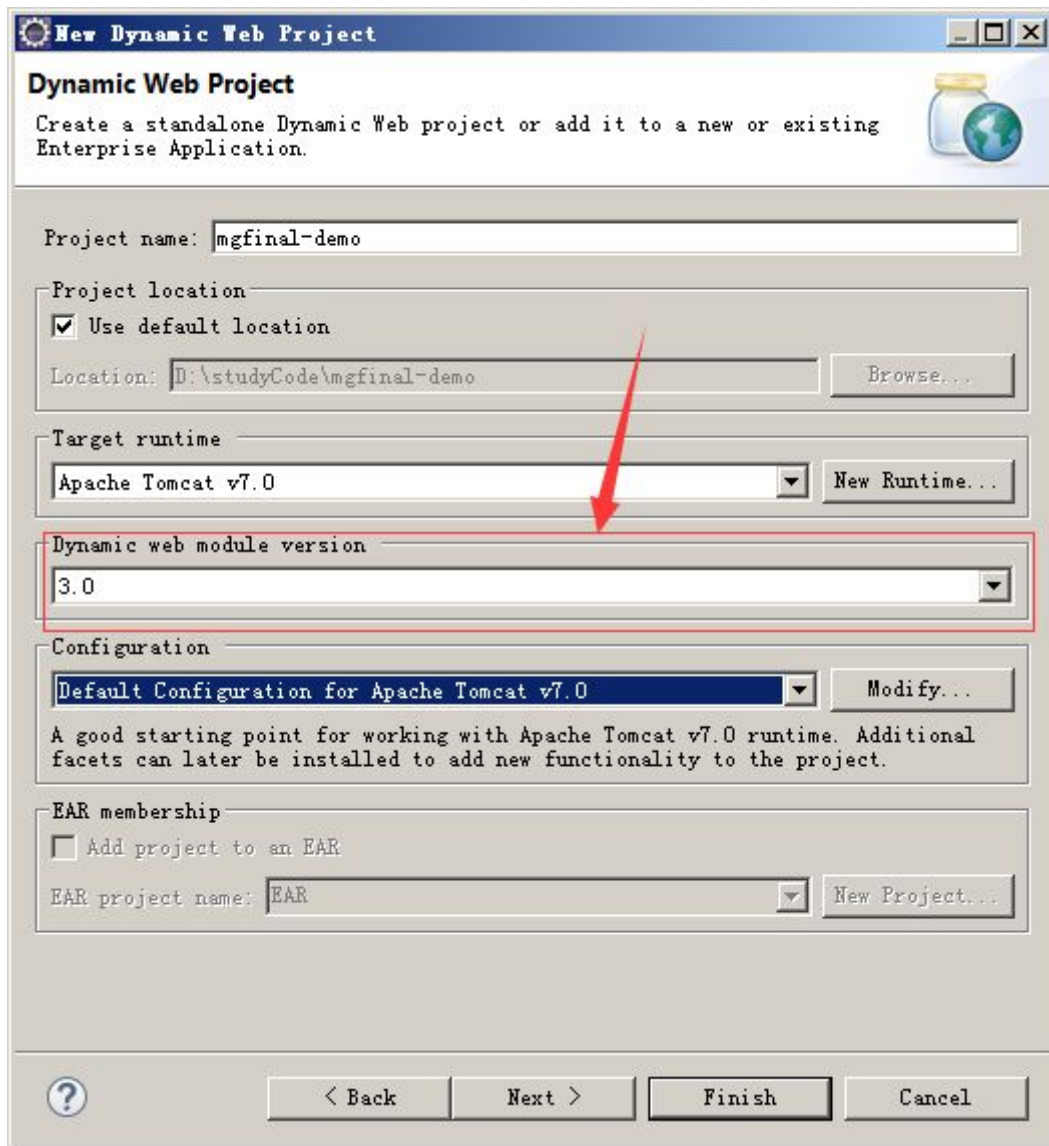 New Dynamic Web Project
Dynamic Web Project
Create a standalone Dynamic Web project or add it to a new or existing
Enterprise Application.
Project name: mgfinal-demo
Project location
Use default location
Location: D:\studyCode\mgfinal-demo Browse...
Target runtime
Apache Tomcat v7.0 New Runtime...
Dynamic web module version
3.0
Configuration
Default Configuration for Apache Tomcat v7.0 Modify...
A good starting point for working with Apache Tomcat v7.0 runtime. Additional
facets can later be installed to add new functionality to the project.
EAR membership
Add project to an EAR
EAR project name: EAR New Project...
? < Back Next > Finish Cancel